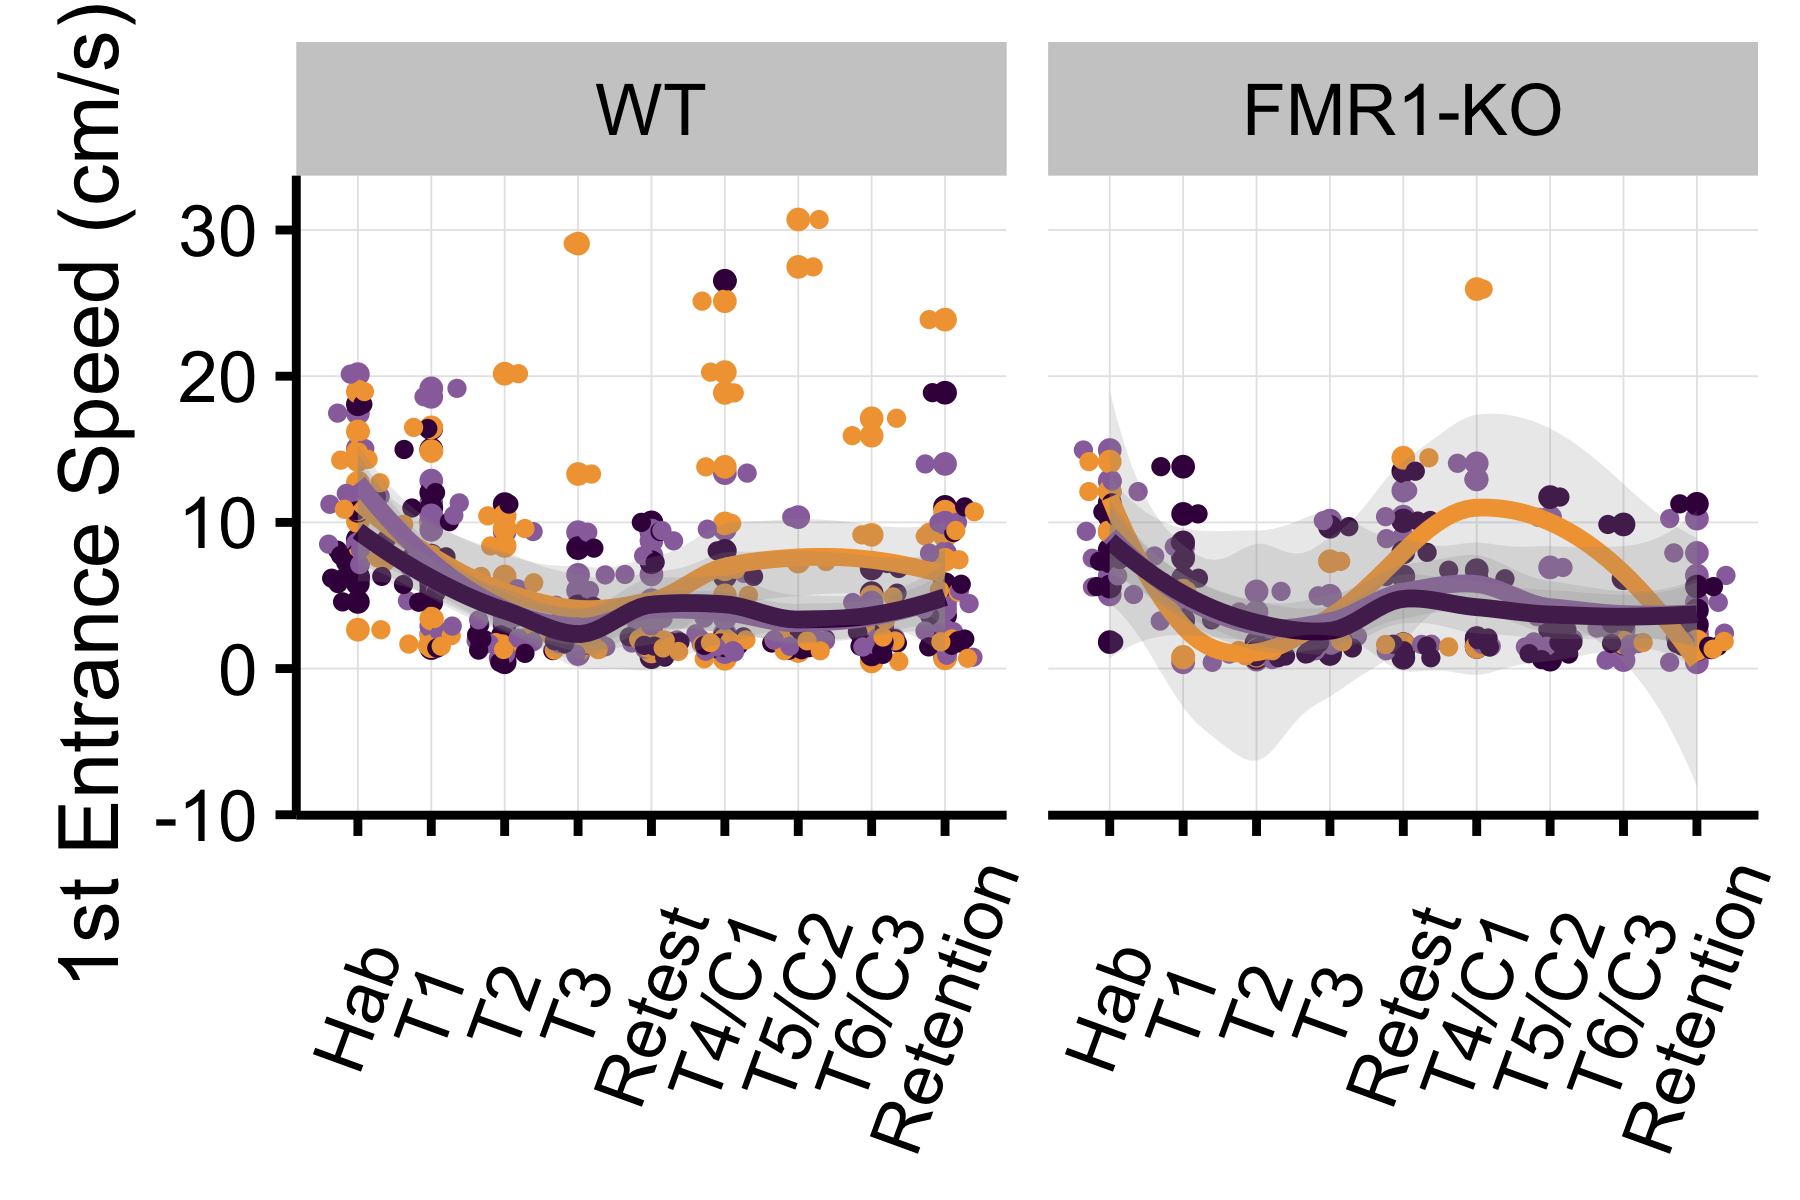 1st Entrance Speed (cm/s)
WT
FMR1-KO
30
20
10
0
-10
Hab
T1
T2
T3
Retest
T4/C1
T5/C2
T6/C3
Retention
Hab
T1
T2
T3
Retest
T4/C1
T5/C2
T6/C3
Retention